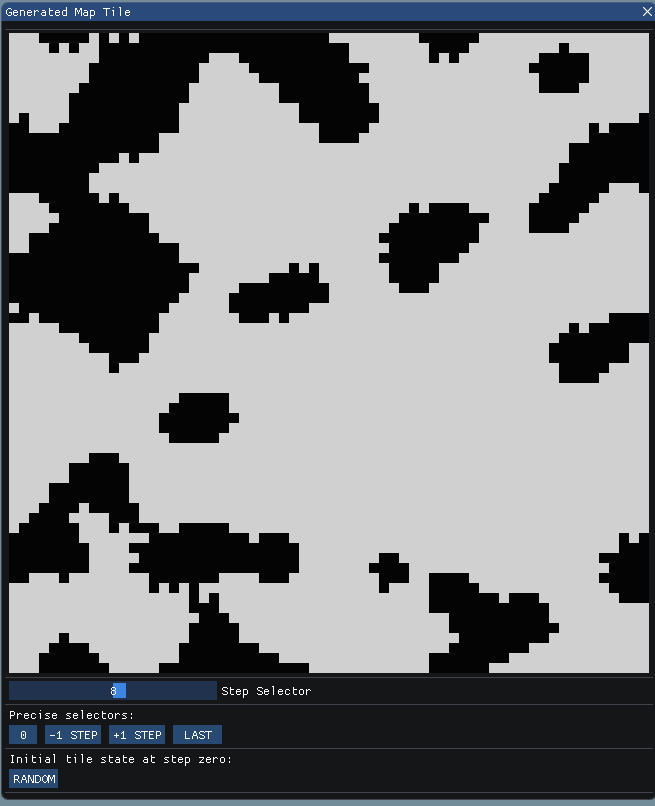 Generated Map Tile
8 Step Selector
Precise selectors:
0 -1 STEP +1 STEP LAST
Initial tile state at step zero:
RANDOM